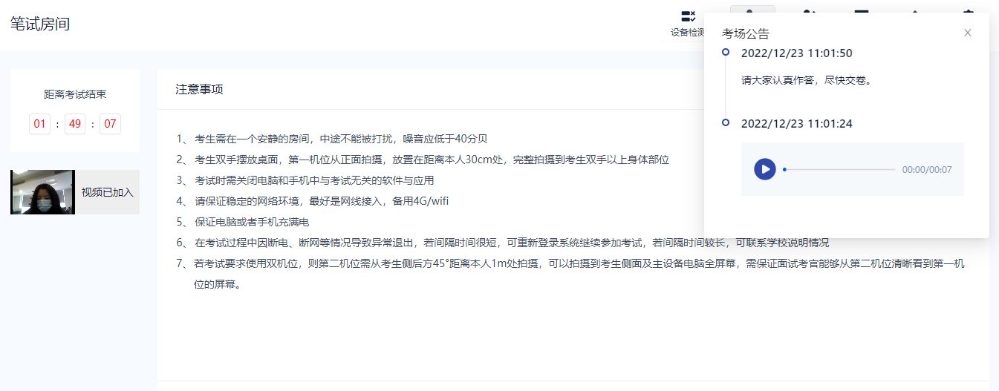 笔试房间
设备检测
考场公告
2022/12/23 11:01:50
请大家认真作答，尽快交卷。
2022/12/23 11:01:24
00:00/00:07
距离考试结束
01 : 49 : 07
视频已加入
注意事项
1、 考生需在一个安静的房间，中途不能被打扰，噪音应低于40分贝
2、 考生双手摆放桌面，第一机位从正面拍摄，放置在距离本人30cm处，完整拍摄到考生双手以上身体部位
3、 考试时需关闭电脑和手机中与考试无关的软件与应用
4、 请保证稳定的网络环境，最好是网线接入，备用4G/wifi
5、 保证电脑或者手机充满电
6、 在考试过程中因断电、断网等情况导致异常退出，若间隔时间很短，可重新登录系统继续参加考试，若间隔时间较长，可联系学校说明情况
7、 若考试要求使用双机位，则第二机位需从考生侧后方45°距离本人1m处拍摄，可以拍摄到考生侧面及主设备电脑全屏幕，需保证面试考官能够从第二机位清晰看到第一机
位的屏幕。